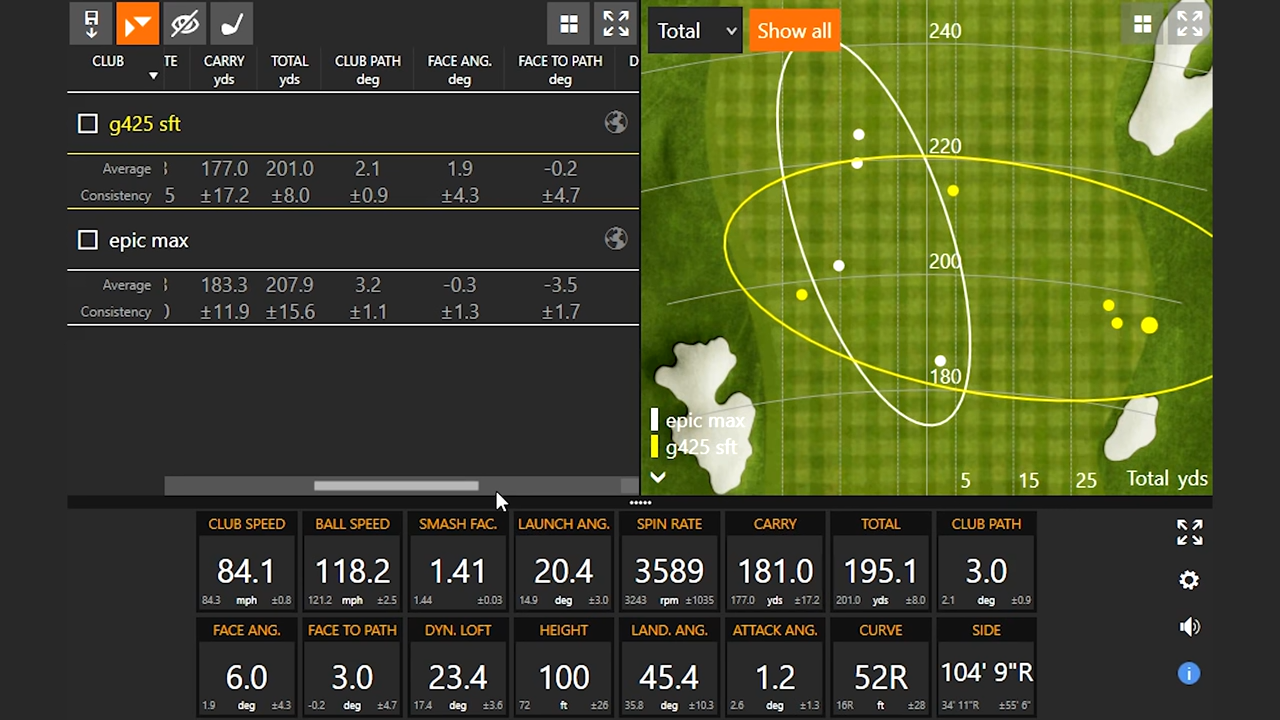 CLUB TE CARRY TOTAL CLUB PATH FACE ANG. FACE TO PATH D
yds yds deg deg deg
g425 sft
Average 3 177.0 201.0 2.1 1.9 -0.2
Consistency 5 ±17.2 ±8.0 ±0.9 ±4.3 ±4.7
epic max
Average 3 183.3 207.9 3.2 -0.3 -3.5
Consistency ) ±11.9 ±15.6 ±1.1 ±1.3 ±1.7
Total Show all
240
220
200
180
epic max
g425 sft
5 15 25 Total yds
CLUB SPEED BALL SPEED SMASH FAC. LAUNCH ANG. SPIN RATE CARRY TOTAL CLUB PATH
84.1 118.2 1.41 20.4 3589 181.0 195.1 3.0
84.3 mph ±0.8 121.2 mph ±2.5 1.44 ±0.03 14.9 deg ±3.0 3243 rpm ±1035 177.0 yds ±17.2 201.0 yds ±8.0 2.1 deg ±0.9
FACE ANG. FACE TO PATH DYN. LOFT HEIGHT LAND. ANG. ATTACK ANG. CURVE SIDE
6.0 3.0 23.4 100 45.4 1.2 52R 104' 9"R
1.9 deg ±4.3 -0.2 deg ±4.7 17.4 deg ±3.6 72 ft ±26 35.8 deg ±10.3 2.6 deg ±1.3 16R ft ±28 34' 11"R ±55' 6"